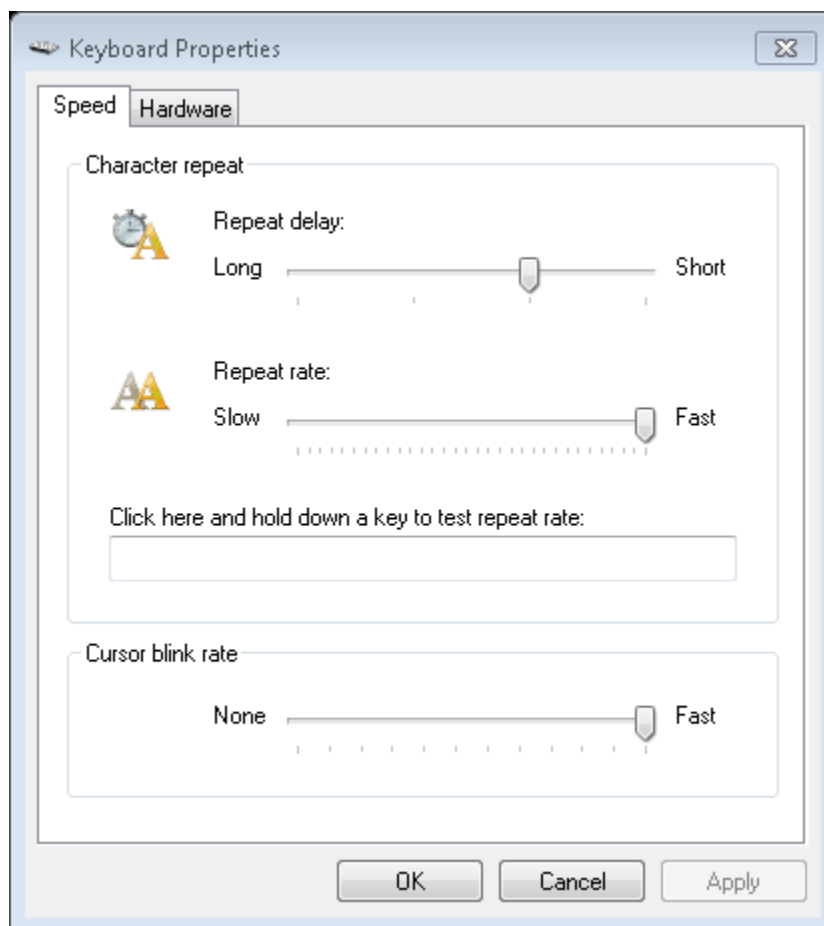 Keyboard Properties
Speed Hardware
Character repeat
Repeat delay:
Long Short
Repeat rate:
Slow Fast
Click here and hold down a key to test repeat rate:
Cursor blink rate
None Fast
OK Cancel Apply